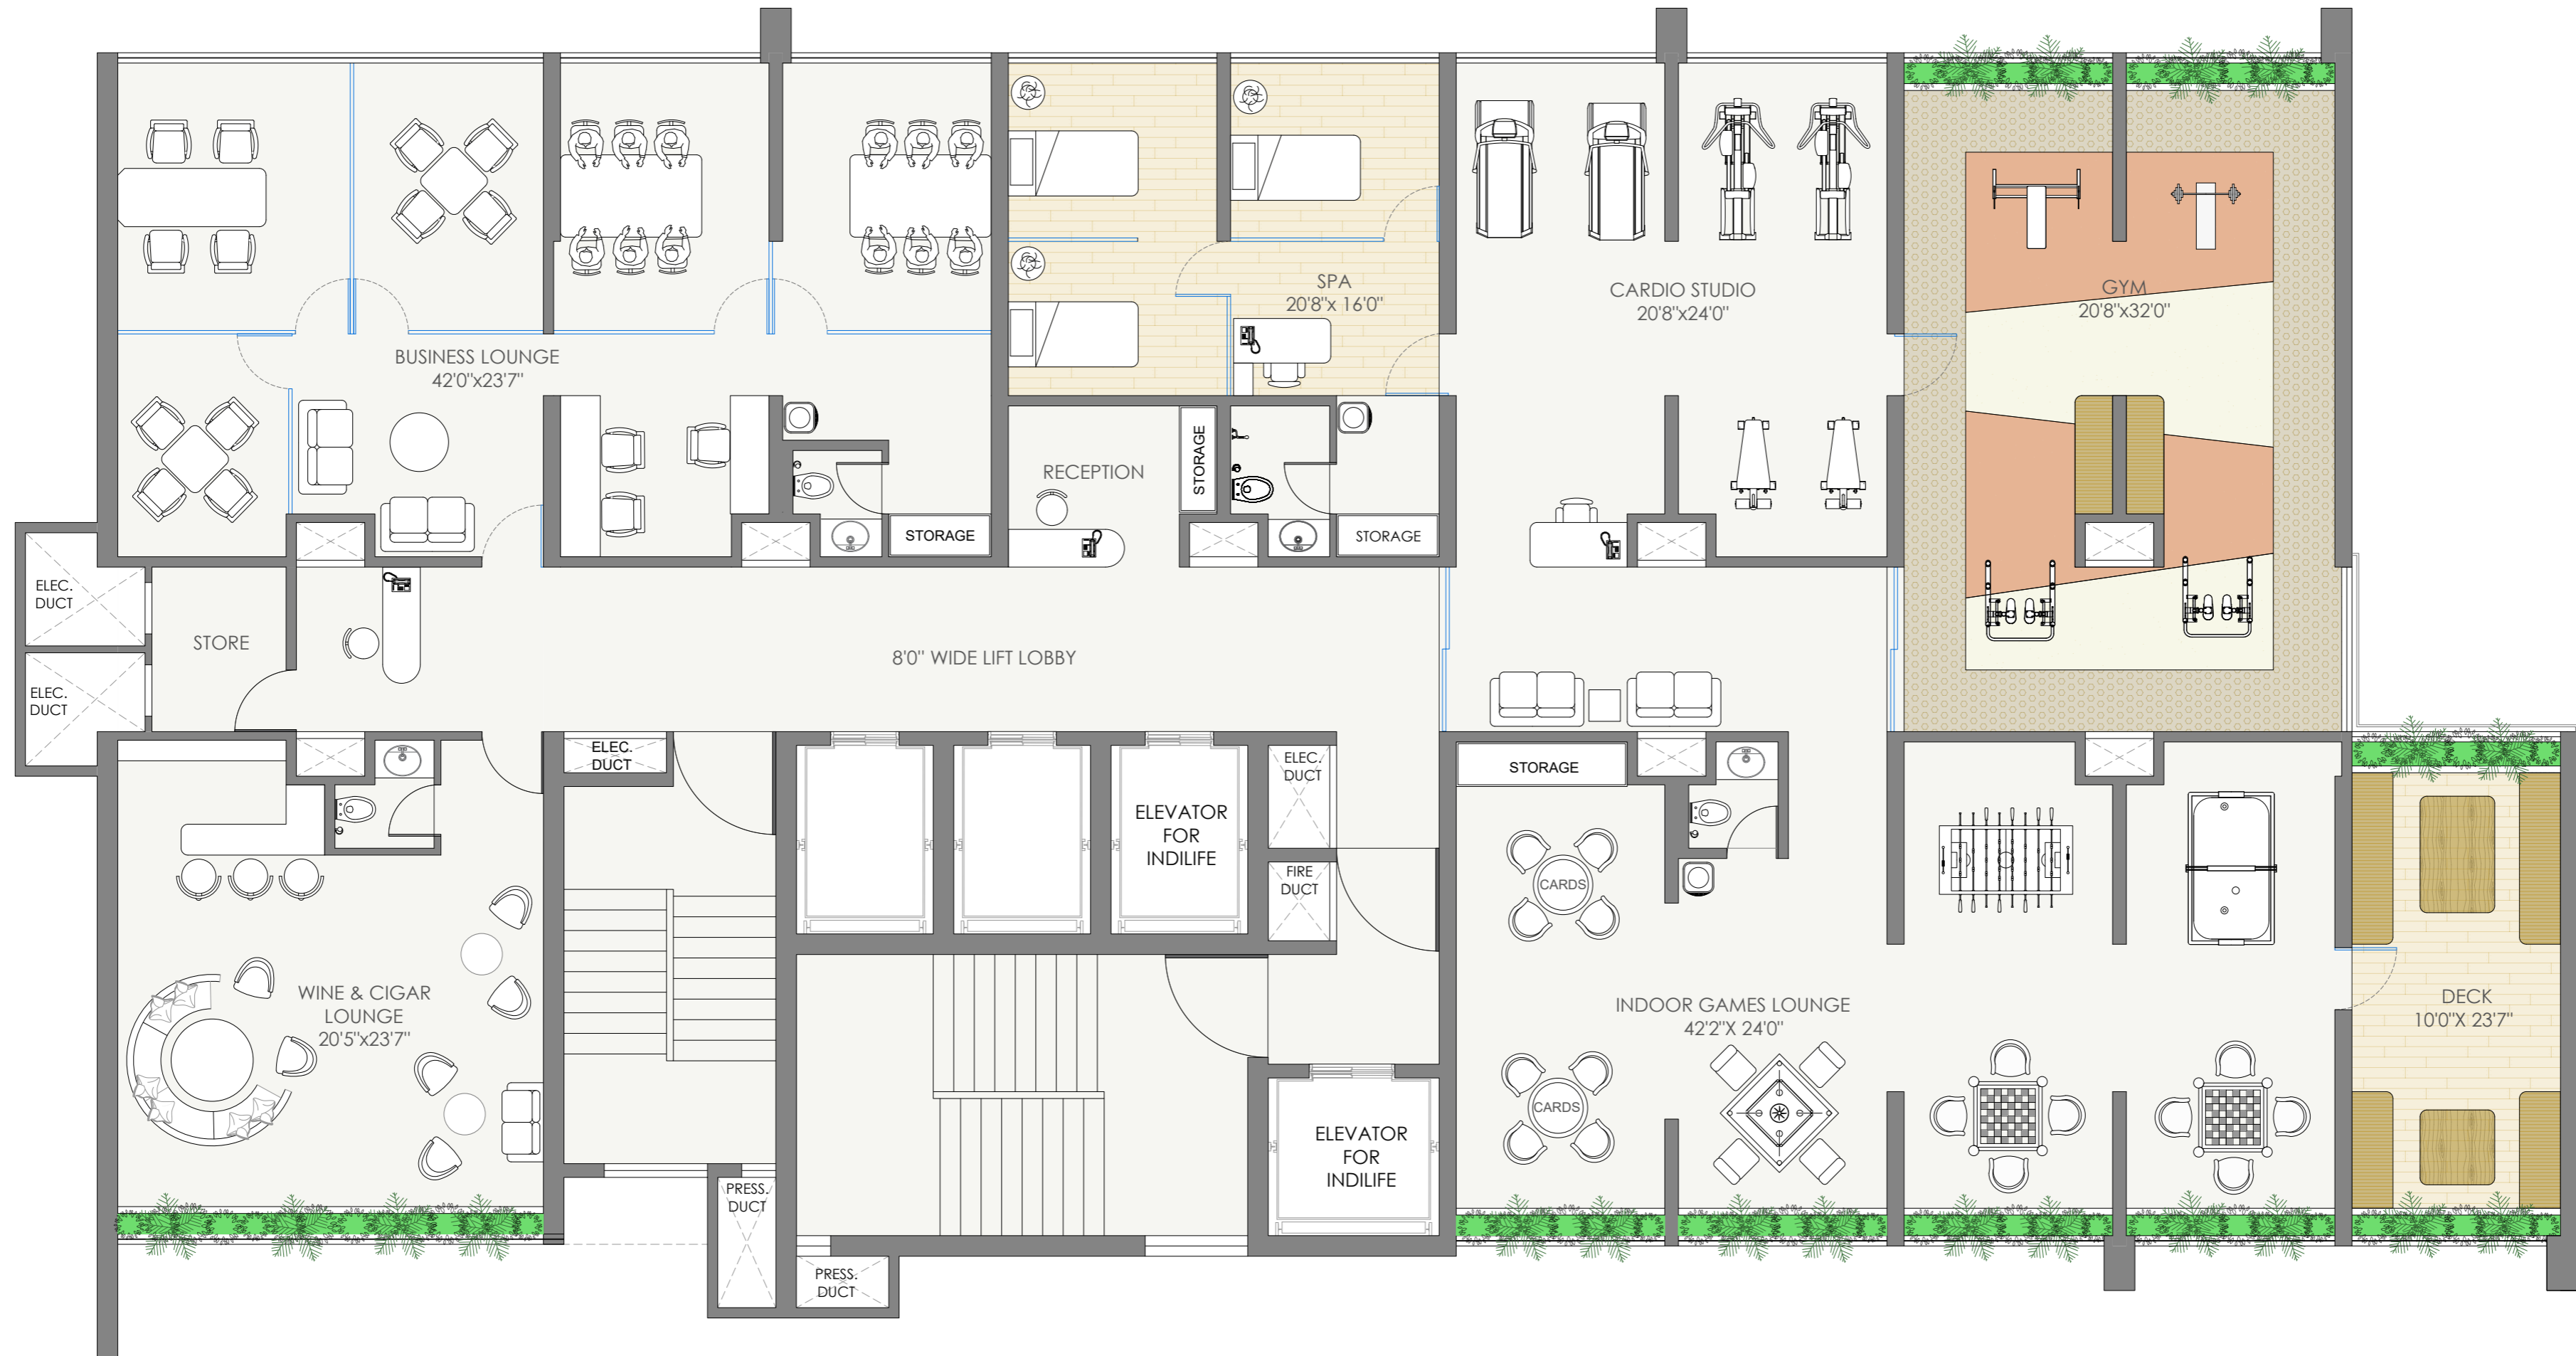 SPA
20'8"x 16'0"
CARDIO STUDIO
20'8"x24'0"
GYM
20'8"x32'0"
BUSINESS LOUNGE
42'0"x23'7"
RECEPTION
STORAGE
STORAGE
STORAGE
ELEC.
DUCT
ELEC.
DUCT
STORE
8'0" WIDE LIFT LOBBY
ELEC.
DUCT
ELEC.
DUCT
FIRE
DUCT
ELEVATOR
FOR
INDILIFE
STORAGE
CARDS
CARDS
WINE & CIGAR
LOUNGE
20'5"x23'7"
INDOOR GAMES LOUNGE
42'2"X 24'0"
DECK
10'0"X 23'7"
ELEVATOR
FOR
INDILIFE
PRESS.
DUCT
PRESS.
DUCT